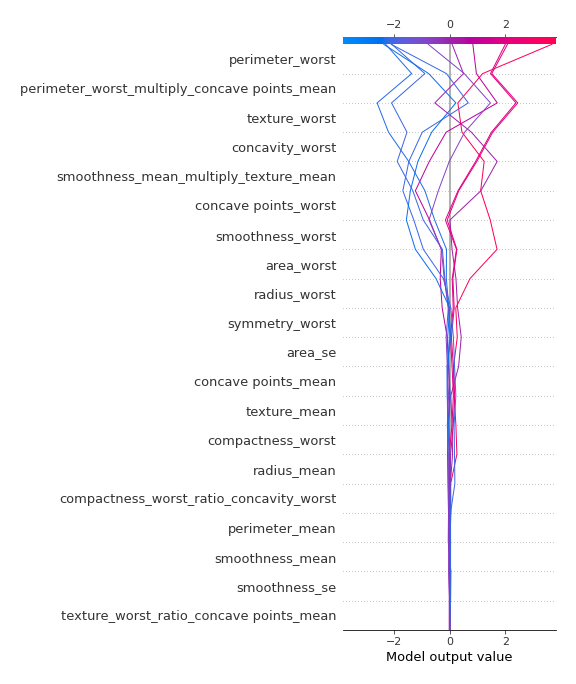 −2 0 2
perimeter_worst
perimeter_worst_multiply_concave points_mean
texture_worst
concavity_worst
smoothness_mean_multiply_texture_mean
concave points_worst
smoothness_worst
area_worst
radius_worst
symmetry_worst
area_se
concave points_mean
texture_mean
compactness_worst
radius_mean
compactness_worst_ratio_concavity_worst
perimeter_mean
smoothness_mean
smoothness_se
texture_worst_ratio_concave points_mean
−2 0 2
Model output value